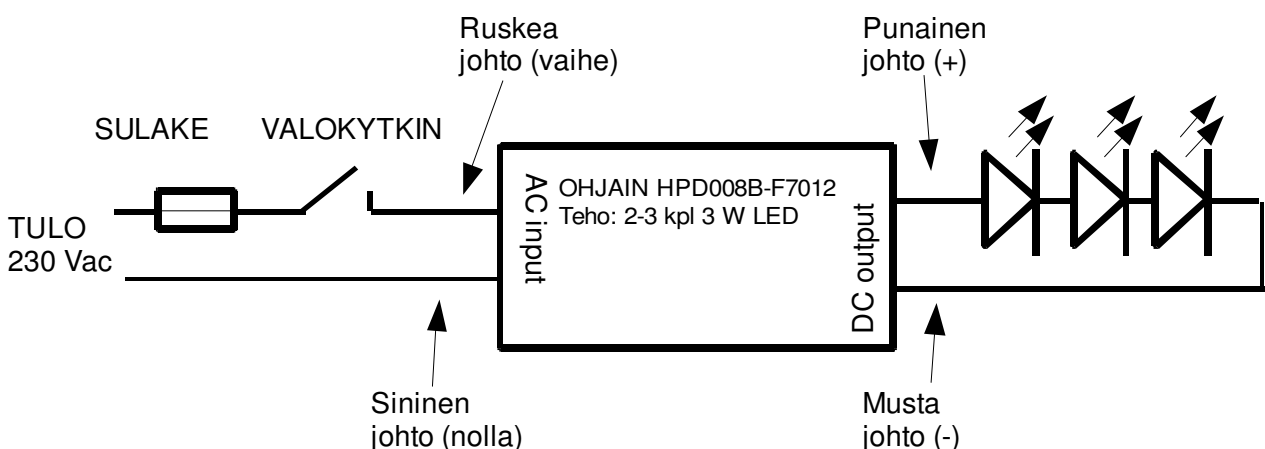 Ruskea
johto (vaihe)
Punainen
johto (+)
SULAKE
VALOKYTKIN
TULO
230 Vac
AC input
OHJAIN HPD008B-F7012
Teho: 2-3 kpl 3 W LED
DC output
Sininen
johto (nolla)
Musta
johto (-)